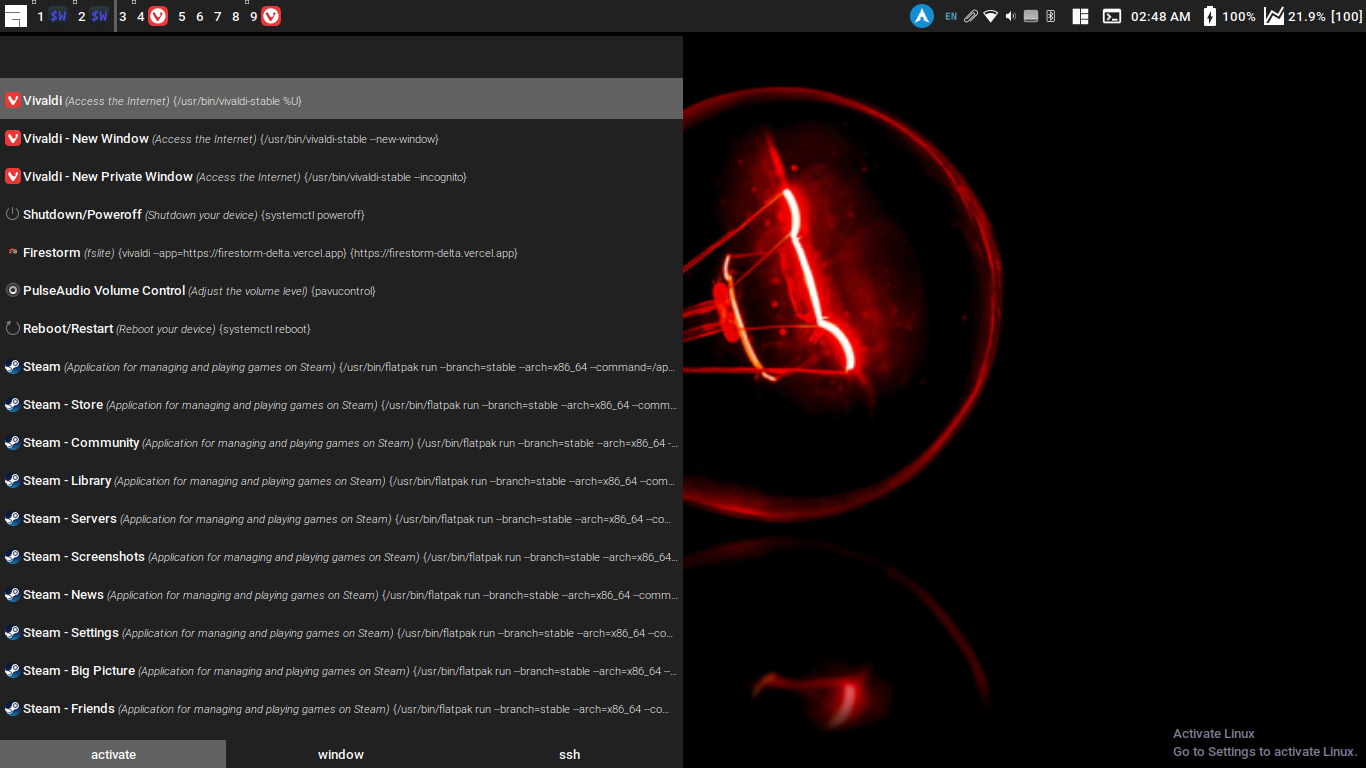 1 $W 2 $W 3 4 5 6 7 8 9 EN 02:48 AM 100% 21.9% [100]
Vivaldi (Access the Internet) {/usr/bin/vivaldi-stable %U}
Vivaldi - New Window (Access the Internet) {/usr/bin/vivaldi-stable --new-window}
Vivaldi - New Private Window (Access the Internet) {/usr/bin/vivaldi-stable --incognito}
Shutdown/Poweroff (Shutdown your device) {systemctl poweroff}
Firestorm (fslite) {vivaldi --app=https://firestorm-delta.vercel.app} {https://firestorm-delta.vercel.app}
PulseAudio Volume Control (Adjust the volume level) {pavucontrol}
Reboot/Restart (Reboot your device) {systemctl reboot}
Steam (Application for managing and playing games on Steam) {/usr/bin/flatpak run --branch=stable --arch=x86_64 --command=/ap...
Steam - Store (Application for managing and playing games on Steam) {/usr/bin/flatpak run --branch=stable --arch=x86_64 --comm...
Steam - Community (Application for managing and playing games on Steam) {/usr/bin/flatpak run --branch=stable --arch=x86_64 -...
Steam - Library (Application for managing and playing games on Steam) {/usr/bin/flatpak run --branch=stable --arch=x86_64 --com...
Steam - Servers (Application for managing and playing games on Steam) {/usr/bin/flatpak run --branch=stable --arch=x86_64 --co...
Steam - Screenshots (Application for managing and playing games on Steam) {/usr/bin/flatpak run --branch=stable --arch=x86_64...
Steam - News (Application for managing and playing games on Steam) {/usr/bin/flatpak run --branch=stable --arch=x86_64 --comm...
Steam - Settings (Application for managing and playing games on Steam) {/usr/bin/flatpak run --branch=stable --arch=x86_64 --co...
Steam - Big Picture (Application for managing and playing games on Steam) {/usr/bin/flatpak run --branch=stable --arch=x86_64 --...
Steam - Friends (Application for managing and playing games on Steam) {/usr/bin/flatpak run --branch=stable --arch=x86_64 --co...
activate window ssh
Activate Linux
Go to Settings to activate Linux.